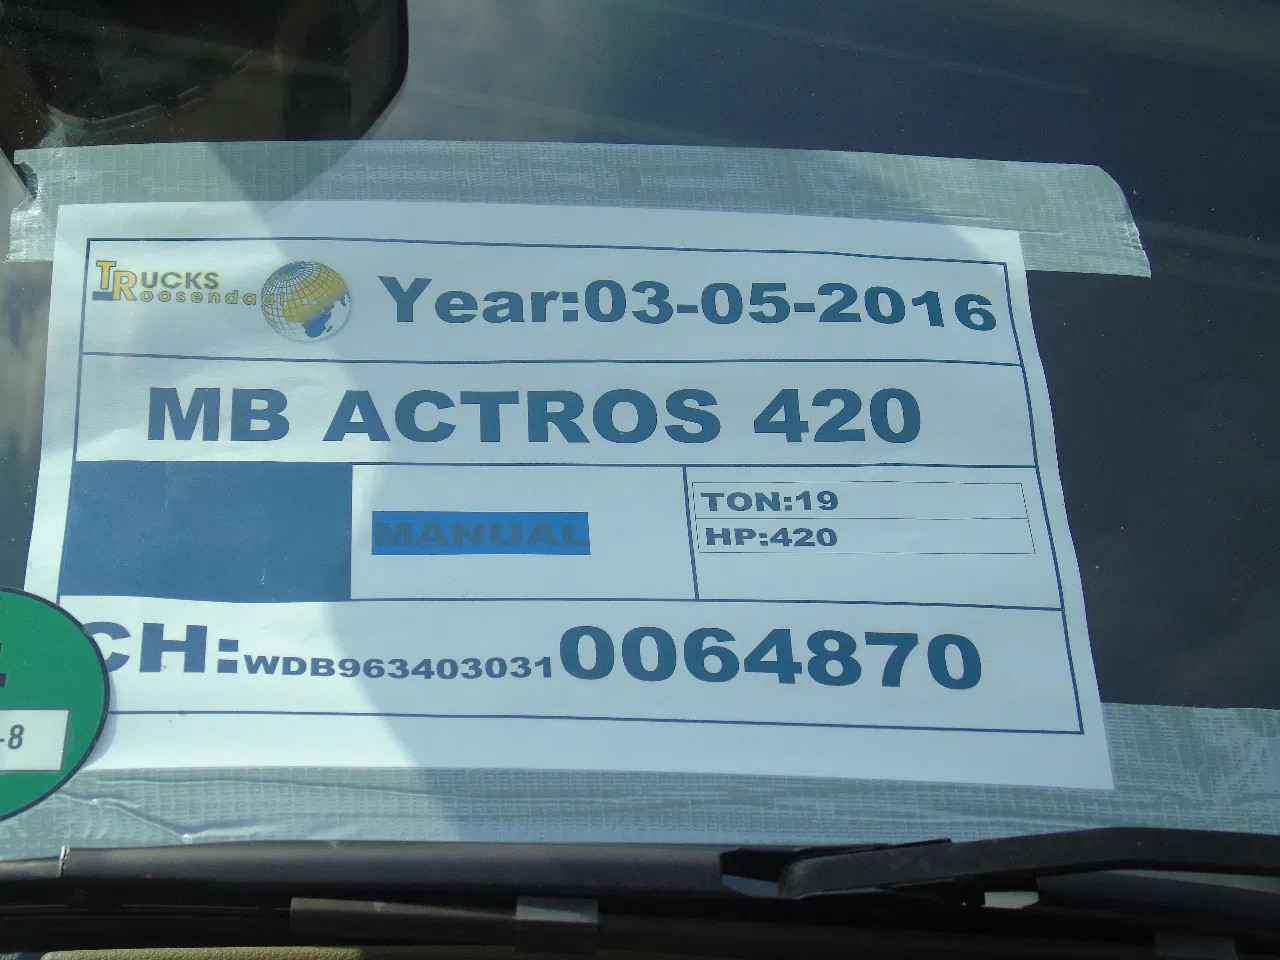 TRUCKS
Roosendaal
Year:03-05-2016
MB ACTROS 420
MANUAL
TON:19
HP:420
CH:WDB9634030310064870
-8